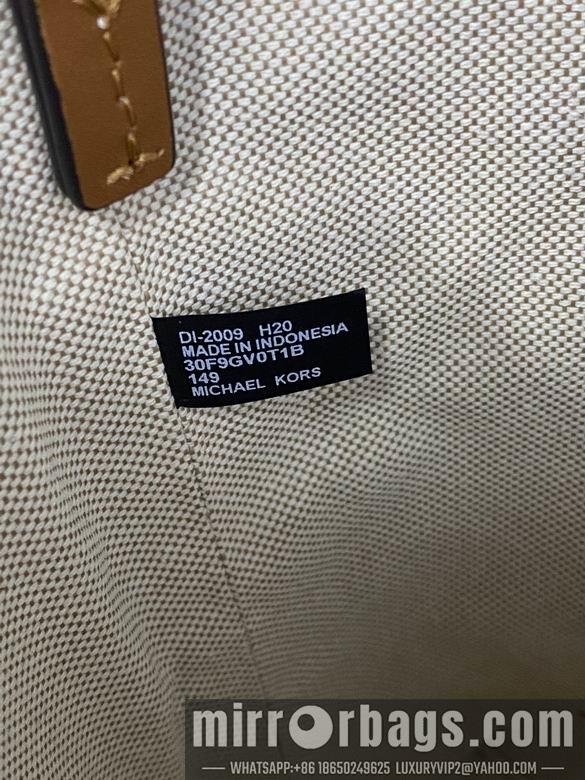 DI-2009 H20
MADE IN INDONESIA
30F9GV0T1B
149
MICHAEL KORS
mirrorbags.com
WHATSAPP:+86 18650249625 LUXURYVIP2@YAHOO.COM